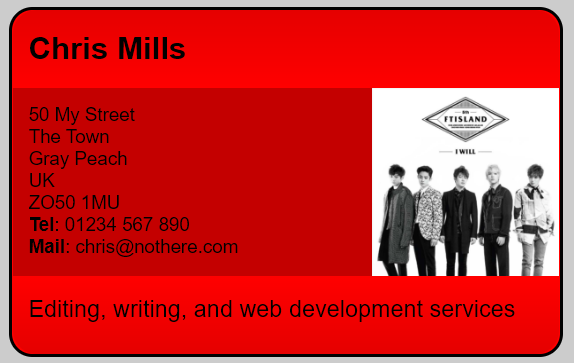 Chris Mills
50 My Street
The Town
Gray Peach
UK
ZO50 1MU
Tel: 01234 567 890
Mail: chris@nothere.com
FTISLAND
I WILL
Editing, writing, and web development services